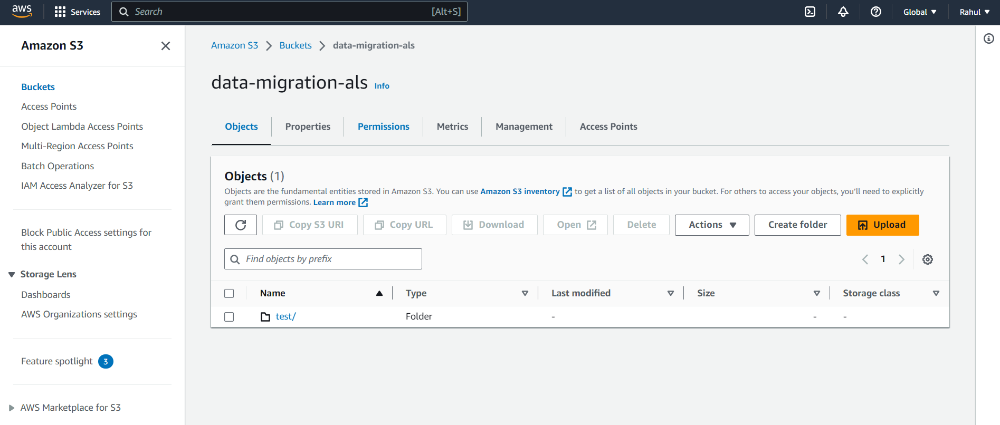 aws Services Search [Alt+S] Global Rahul
Amazon S3
Buckets
Access Points
Object Lambda Access Points
Multi-Region Access Points
Batch Operations
IAM Access Analyzer for S3
Block Public Access settings for
this account
Storage Lens
Dashboards
AWS Organizations settings
Feature spotlight 3
AWS Marketplace for S3
Amazon S3 Buckets data-migration-als
data-migration-als Info
Objects Properties Permissions Metrics Management Access Points
Objects (1)
Objects are the fundamental entities stored in Amazon S3. You can use Amazon S3 inventory to get a list of all objects in your bucket. For others to access your objects, you'll need to explicitly
grant them permissions. Learn more
Copy S3 URI Copy URL Download Open Delete Actions Create folder Upload
Find objects by prefix 1
Name Type Last modified Size Storage class
test/ Folder - - -